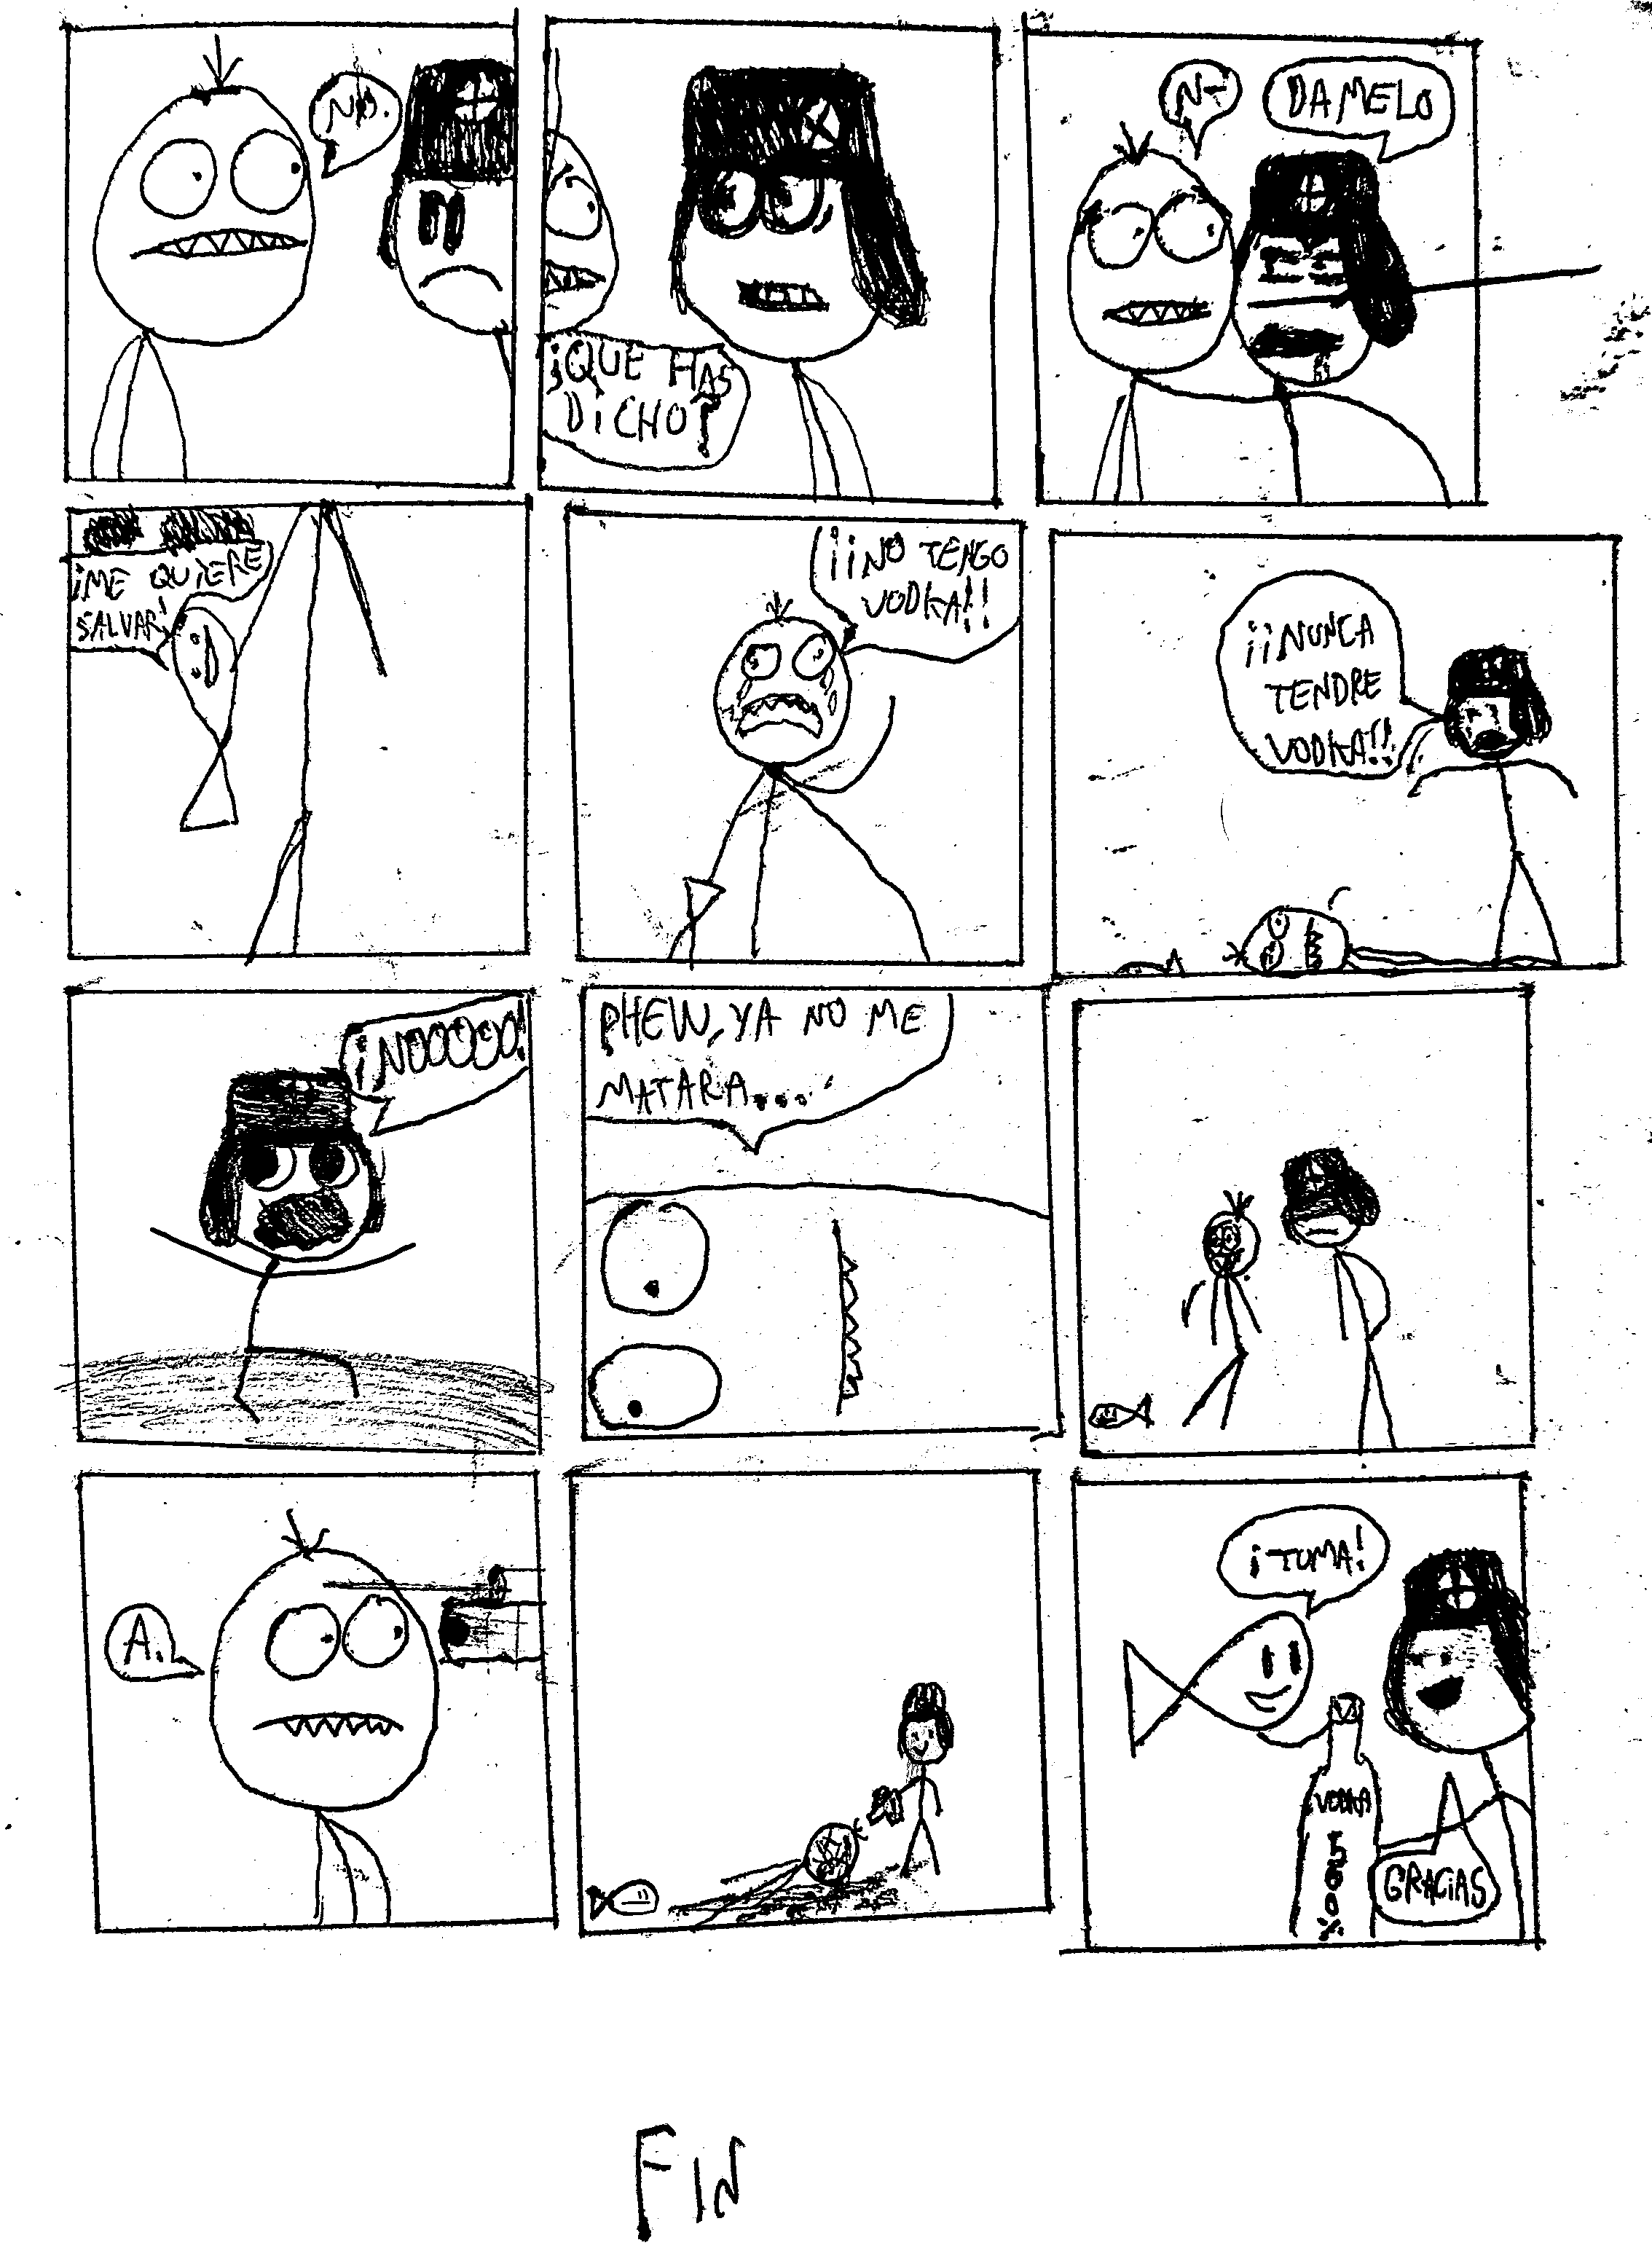 NO.
¡QUE HAS
DiCHO?
N-
DAMELO
¡ME QUiERE
SALVAR!
¡¡NO TENGO
VODKA!!
¡¡NUNCA
TENDRE
VODKA!!
¡NOOOOO!
PHEW, YA NO ME
MATARA....
A.
¡TOMA!
VODKA
5000%
GRACiAS
FIN